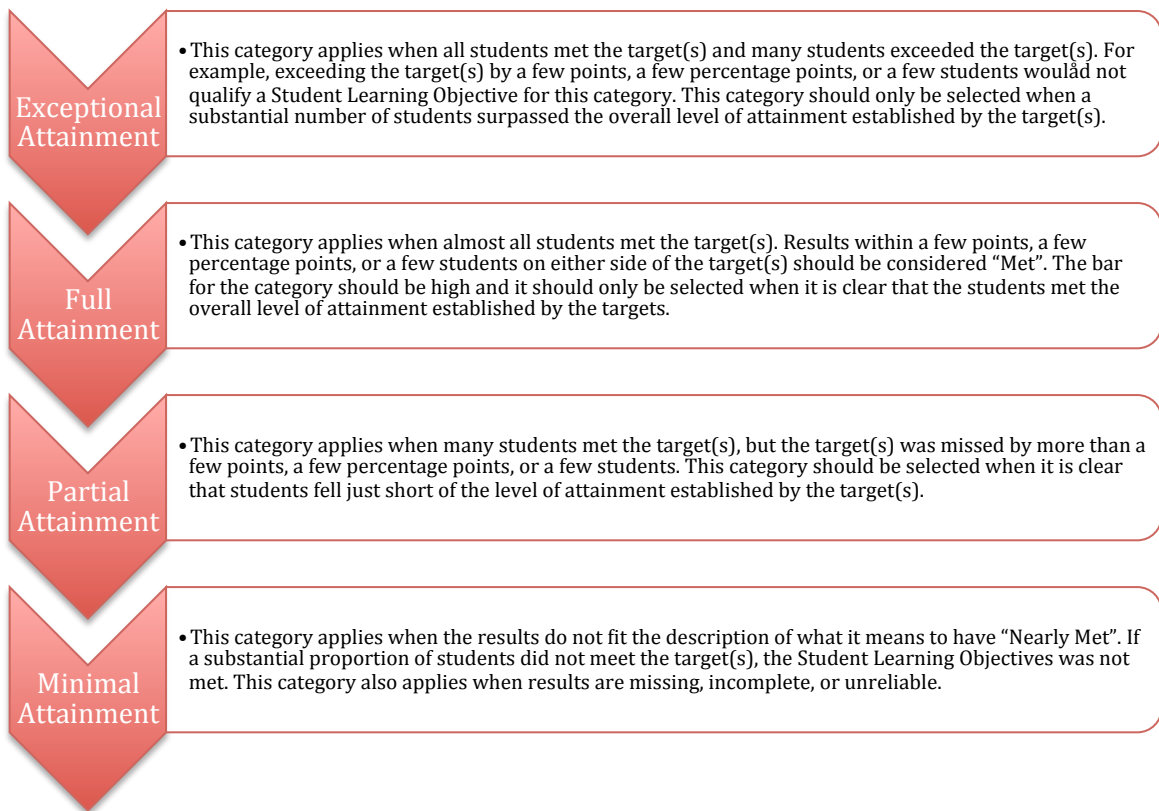 Exceptional
Attainment
•This category applies when all students met the target(s) and many students exceeded the target(s). For
example, exceeding the target(s) by a few points, a few percentage points, or a few students woulåd not
qualify a Student Learning Objective for this category. This category should only be selected when a
substantial number of students surpassed the overall level of attainment established by the target(s).
Full
Attainment
•This category applies when almost all students met the target(s). Results within a few points, a few
percentage points, or a few students on either side of the target(s) should be considered “Met”. The bar
for the category should be high and it should only be selected when it is clear that the students met the
overall level of attainment established by the targets.
Partial
Attainment
•This category applies when many students met the target(s), but the target(s) was missed by more than a
few points, a few percentage points, or a few students. This category should be selected when it is clear
that students fell just short of the level of attainment established by the target(s).
Minimal
Attainment
•This category applies when the results do not fit the description of what it means to have “Nearly Met”. If
a substantial proportion of students did not meet the target(s), the Student Learning Objectives was not
met. This category also applies when results are missing, incomplete, or unreliable.